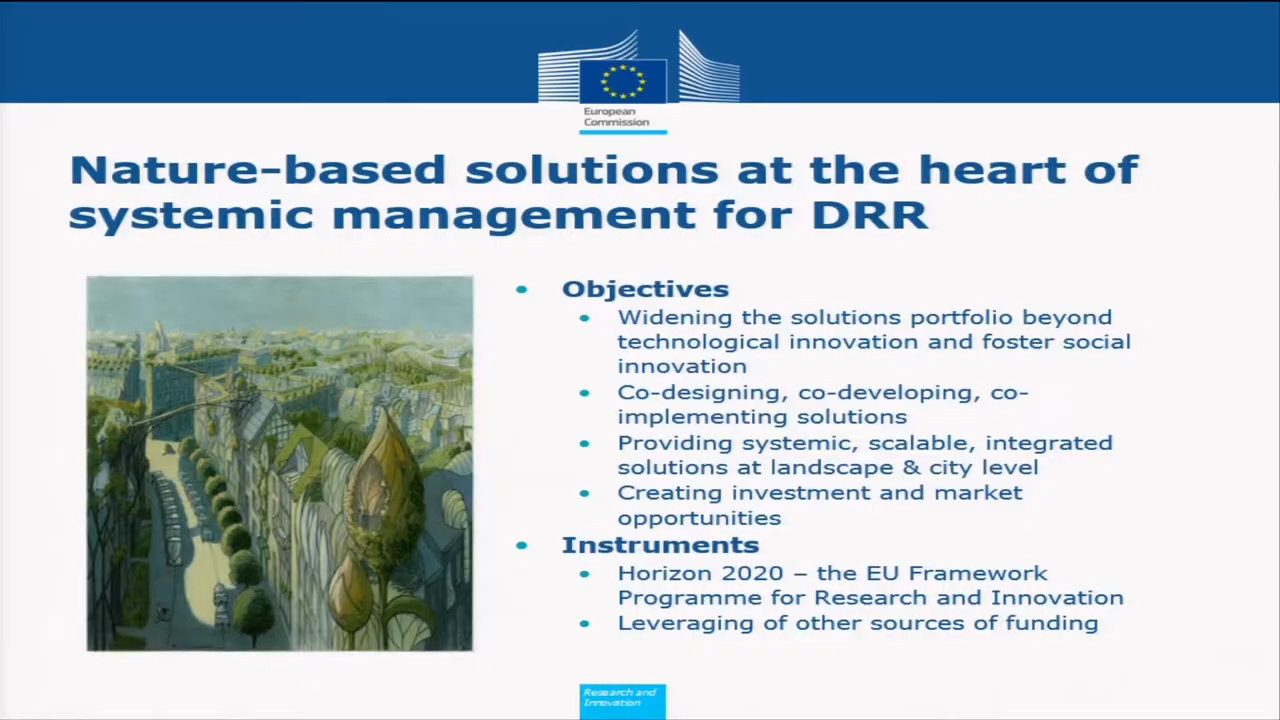 European
Commission
Nature-based solutions at the heart of
systemic management for DRR
• Objectives
• Widening the solutions portfolio beyond
technological innovation and foster social
innovation
• Co-designing, co-developing, co-
implementing solutions
• Providing systemic, scalable, integrated
solutions at landscape & city level
• Creating investment and market
opportunities
• Instruments
• Horizon 2020 – the EU Framework
Programme for Research and Innovation
• Leveraging of other sources of funding
Research and
Innovation